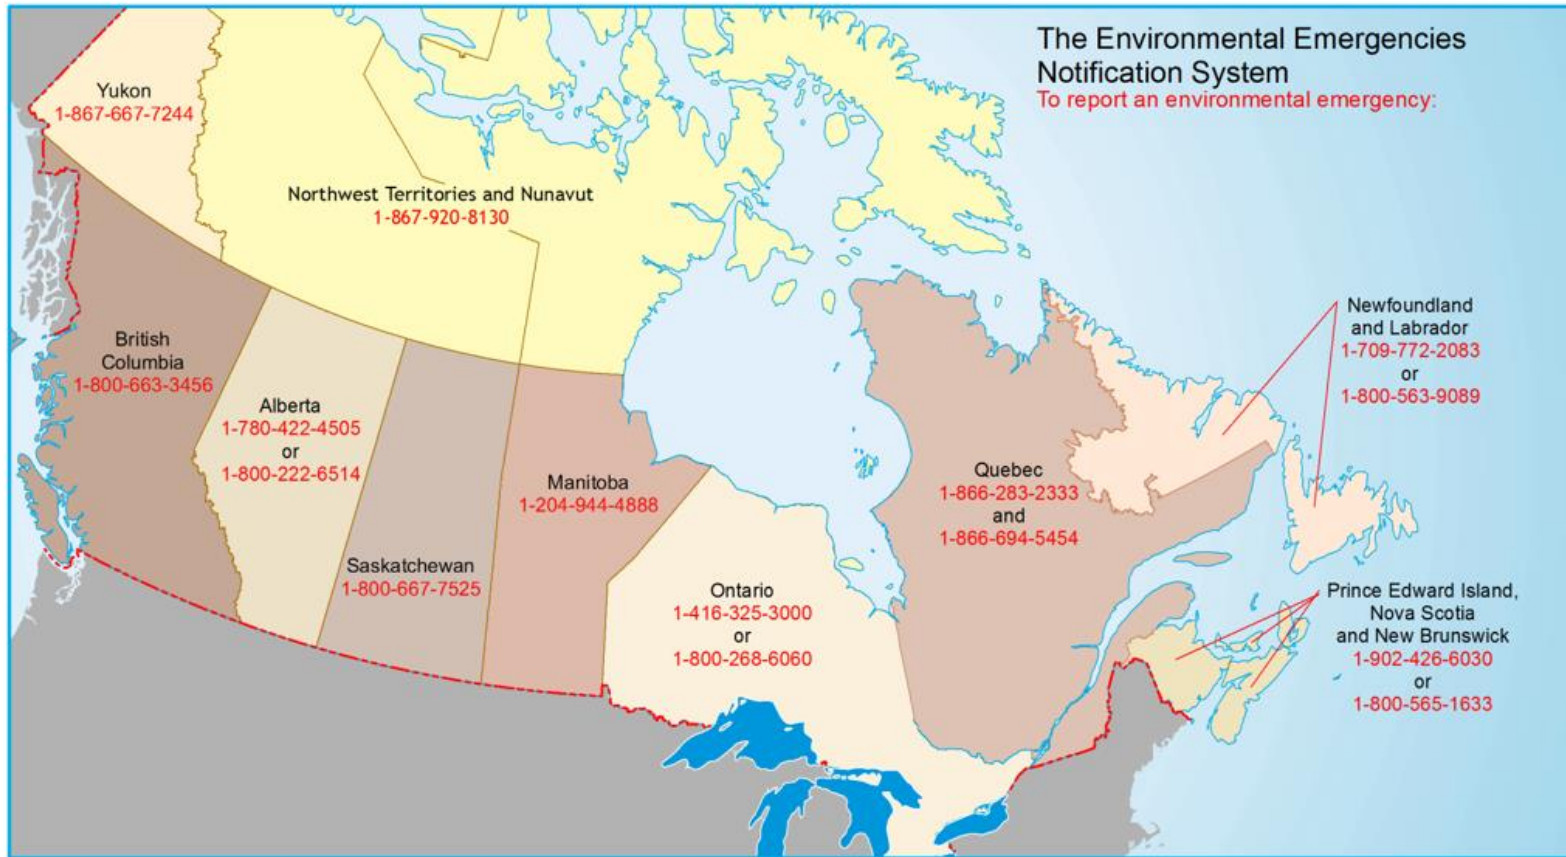 The Environmental Emergencies
Notification System
To report an environmental emergency:
Yukon
1-867-667-7244
Northwest Territories and Nunavut
1-867-920-8130
British
Columbia
1-800-663-3456
Alberta
1-780-422-4505
or
1-800-222-6514
Saskatchewan
1-800-667-7525
Manitoba
1-204-944-4888
Ontario
1-416-325-3000
or
1-800-268-6060
Quebec
1-866-283-2333
and
1-866-694-5454
Newfoundland
and Labrador
1-709-772-2083
or
1-800-563-9089
Prince Edward Island,
Nova Scotia
and New Brunswick
1-902-426-6030
or
1-800-565-1633